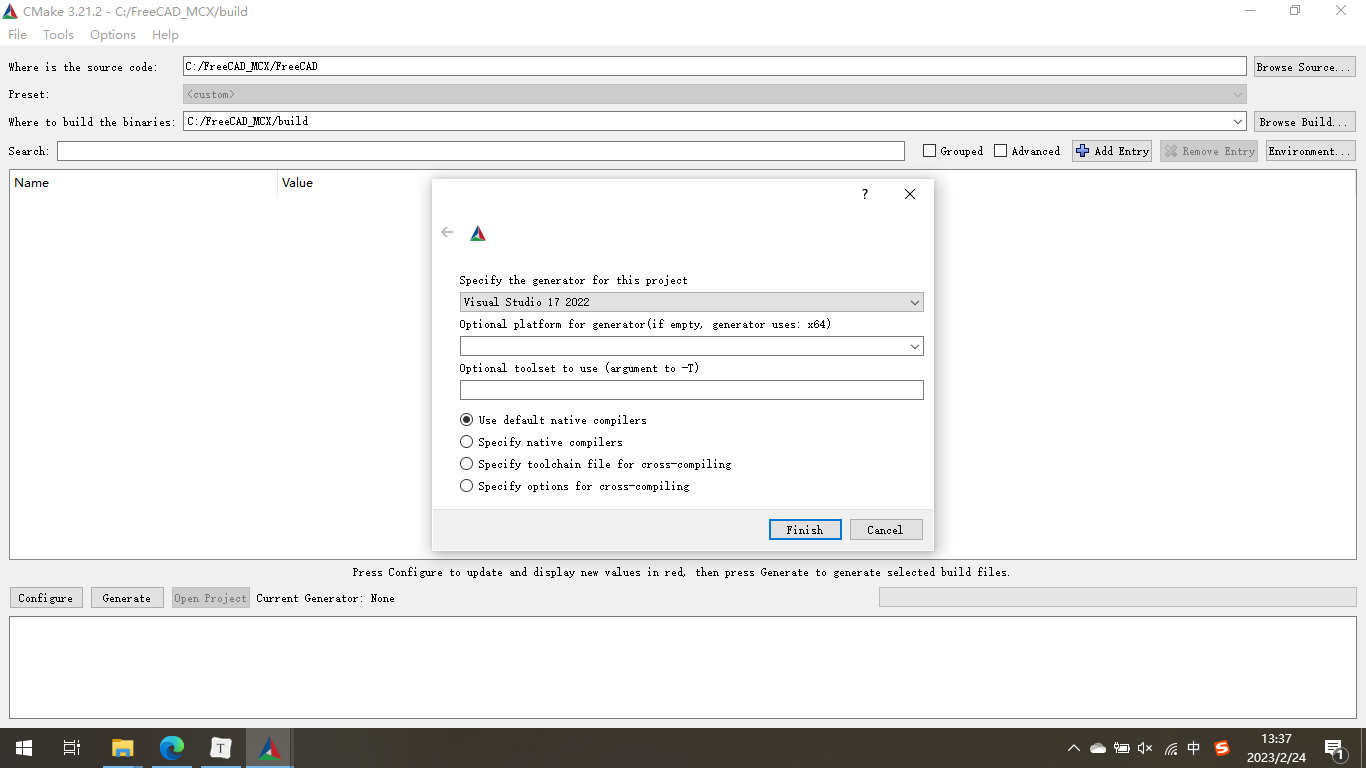 CMake 3.21.2 - C:/FreeCAD_MCX/build
File Tools Options Help
Where is the source code: C:/FreeCAD_MCX/FreeCAD Browse Source...
Preset: <custom>
Where to build the binaries: C:/FreeCAD_MCX/build Browse Build...
Search: Grouped Advanced Add Entry Remove Entry Environment...
Name Value
?
Specify the generator for this project
Visual Studio 17 2022
Optional platform for generator(if empty, generator uses: x64)
Optional toolset to use (argument to -T)
Use default native compilers
Specify native compilers
Specify toolchain file for cross-compiling
Specify options for cross-compiling
Finish Cancel
Press Configure to update and display new values in red, then press Generate to generate selected build files.
Configure Generate Open Project Current Generator: None
T 中 S 13:37
2023/2/24 1